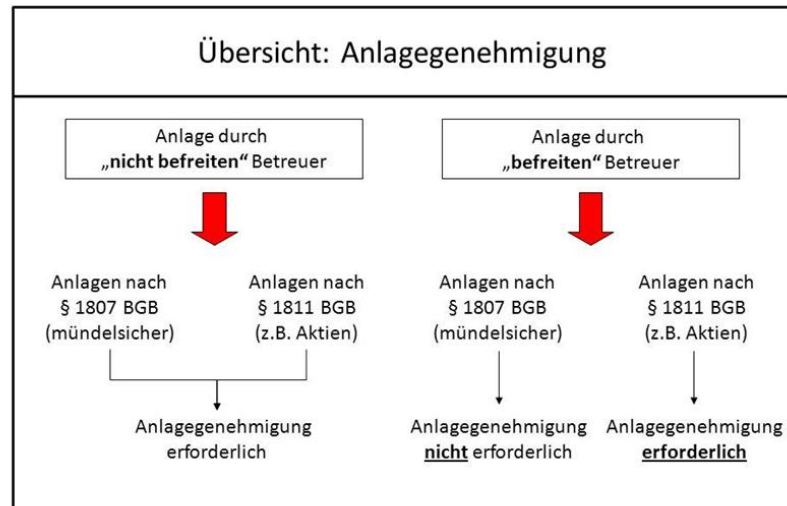 Übersicht: Anlagegenehmigung
Anlage durch
„nicht befreiten“ Betreuer
Anlage durch
„befreiten“ Betreuer
Anlagen nach
§ 1807 BGB
(mündelsicher)
Anlagen nach
§ 1811 BGB
(z.B. Aktien)
Anlagen nach
§ 1807 BGB
(mündelsicher)
Anlagen nach
§ 1811 BGB
(z.B. Aktien)
Anlagegenehmigung
erforderlich
Anlagegenehmigung
nicht erforderlich
Anlagegenehmigung
erforderlich